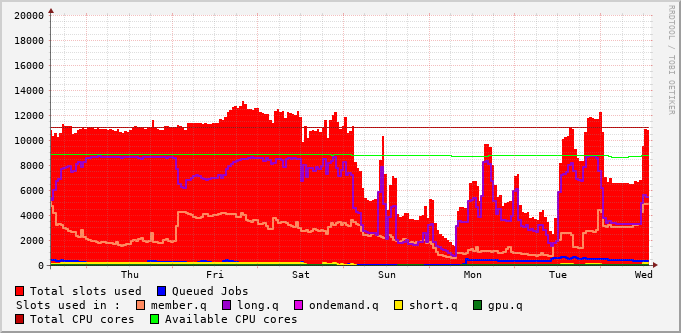 20000
18000
16000
14000
12000
10000
8000
6000
4000
2000
0
Thu Fri Sat Sun Mon Tue Wed
RRDTOOL / TOBI OETIKER
Total slots used Queued Jobs
Slots used in : member.q long.q ondemand.q short.q gpu.q
Total CPU cores Available CPU cores